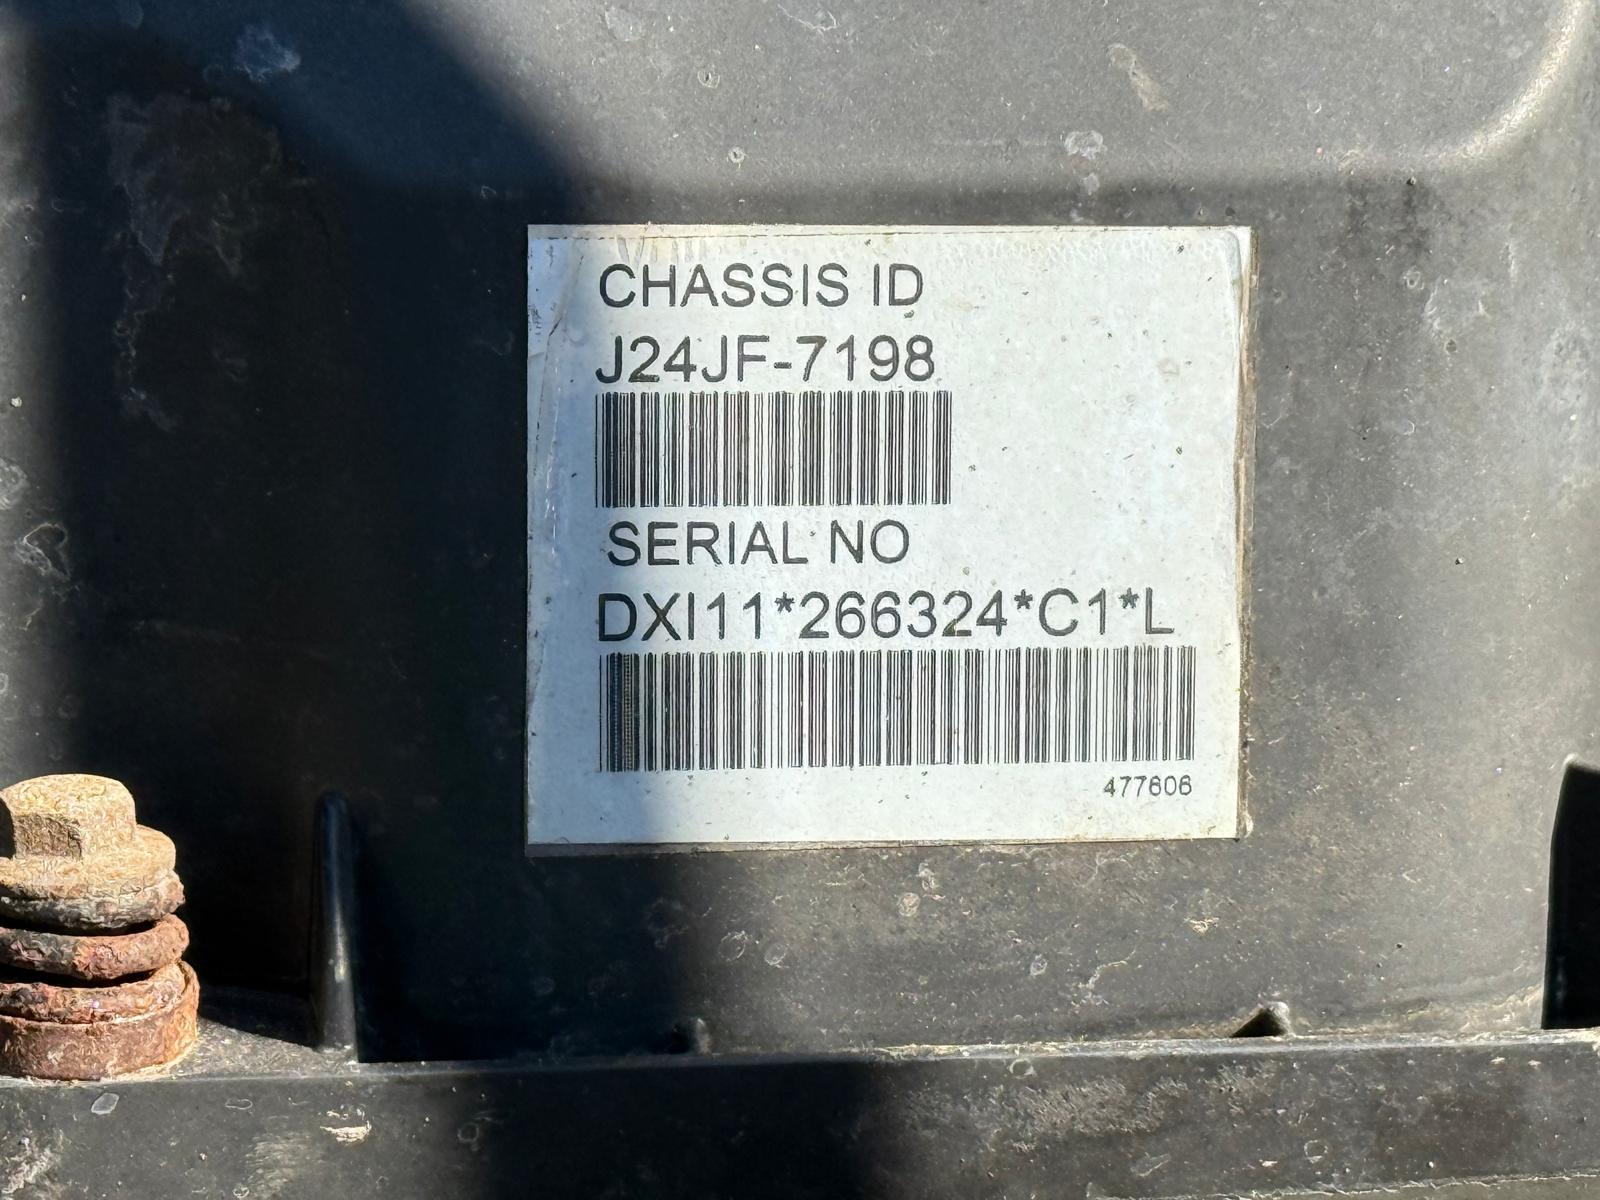 CHASSIS ID
J24JF-7198
SERIAL NO
DXI11*266324*C1*L
477606